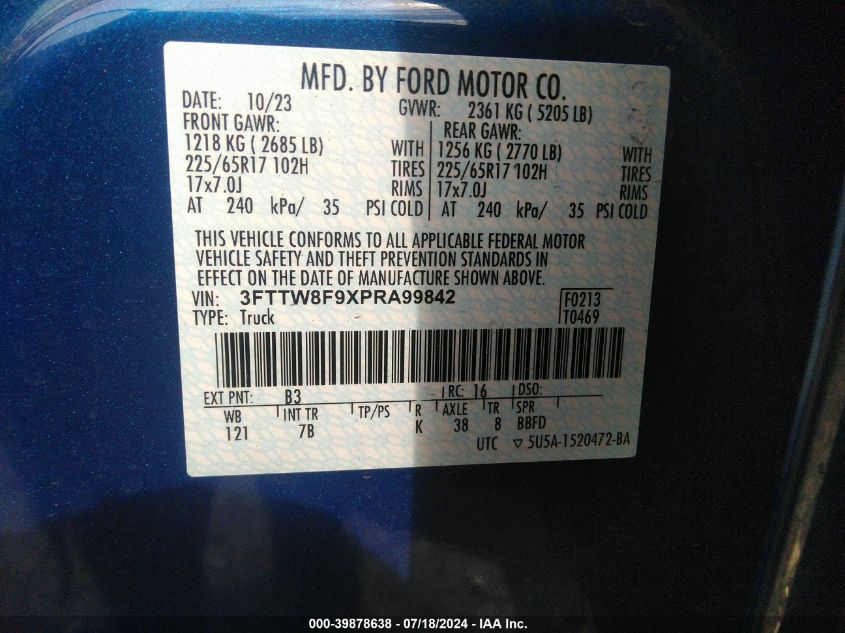 MFD. BY FORD MOTOR CO.
DATE: 10/23 GVWR: 2361 KG ( 5205 LB)
FRONT GAWR: REAR GAWR:
1218 KG ( 2685 LB) WITH 1256 KG ( 2770 LB) WITH
225/65R17 102H TIRES 225/65R17 102H TIRES
17x7.0J RIMS 17x7.0J RIMS
AT 240 kPa/ 35 PSI COLD AT 240 kPa/ 35 PSI COLD
THIS VEHICLE CONFORMS TO ALL APPLICABLE FEDERAL MOTOR
VEHICLE SAFETY AND THEFT PREVENTION STANDARDS IN
EFFECT ON THE DATE OF MANUFACTURE SHOWN ABOVE.
VIN: 3FTTW8F9XPRA99842 F0213
TYPE: Truck T0469
EXT PNT: B3 RC: 16 DSO:
WB INT TR TP/PS R AXLE TR SPR
121 7B K 38 8 BBFD
UTC ▽ 5U5A-1520472-BA
000-39878638 - 07/18/2024 - IAA Inc.